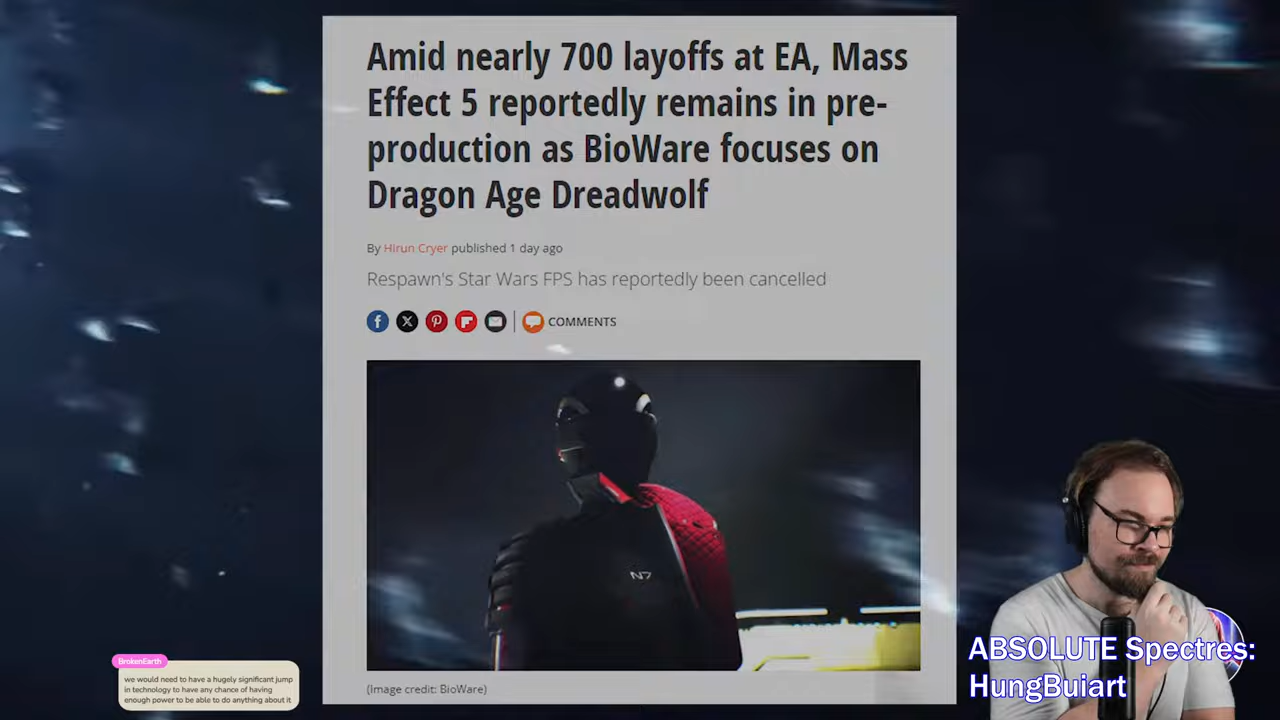 Amid nearly 700 layoffs at EA, Mass
Effect 5 reportedly remains in pre-
production as BioWare focuses on
Dragon Age Dreadwolf
By Hirun Cryer published 1 day ago
Respawn's Star Wars FPS has reportedly been cancelled
COMMENTS
N7
(Image credit: BioWare)
BrokenEarth
we would need to have a hugely significant jump
in technology to have any chance of having
enough power to be able to do anything about it
ABSOLUTE Spectres:
HungBuiart